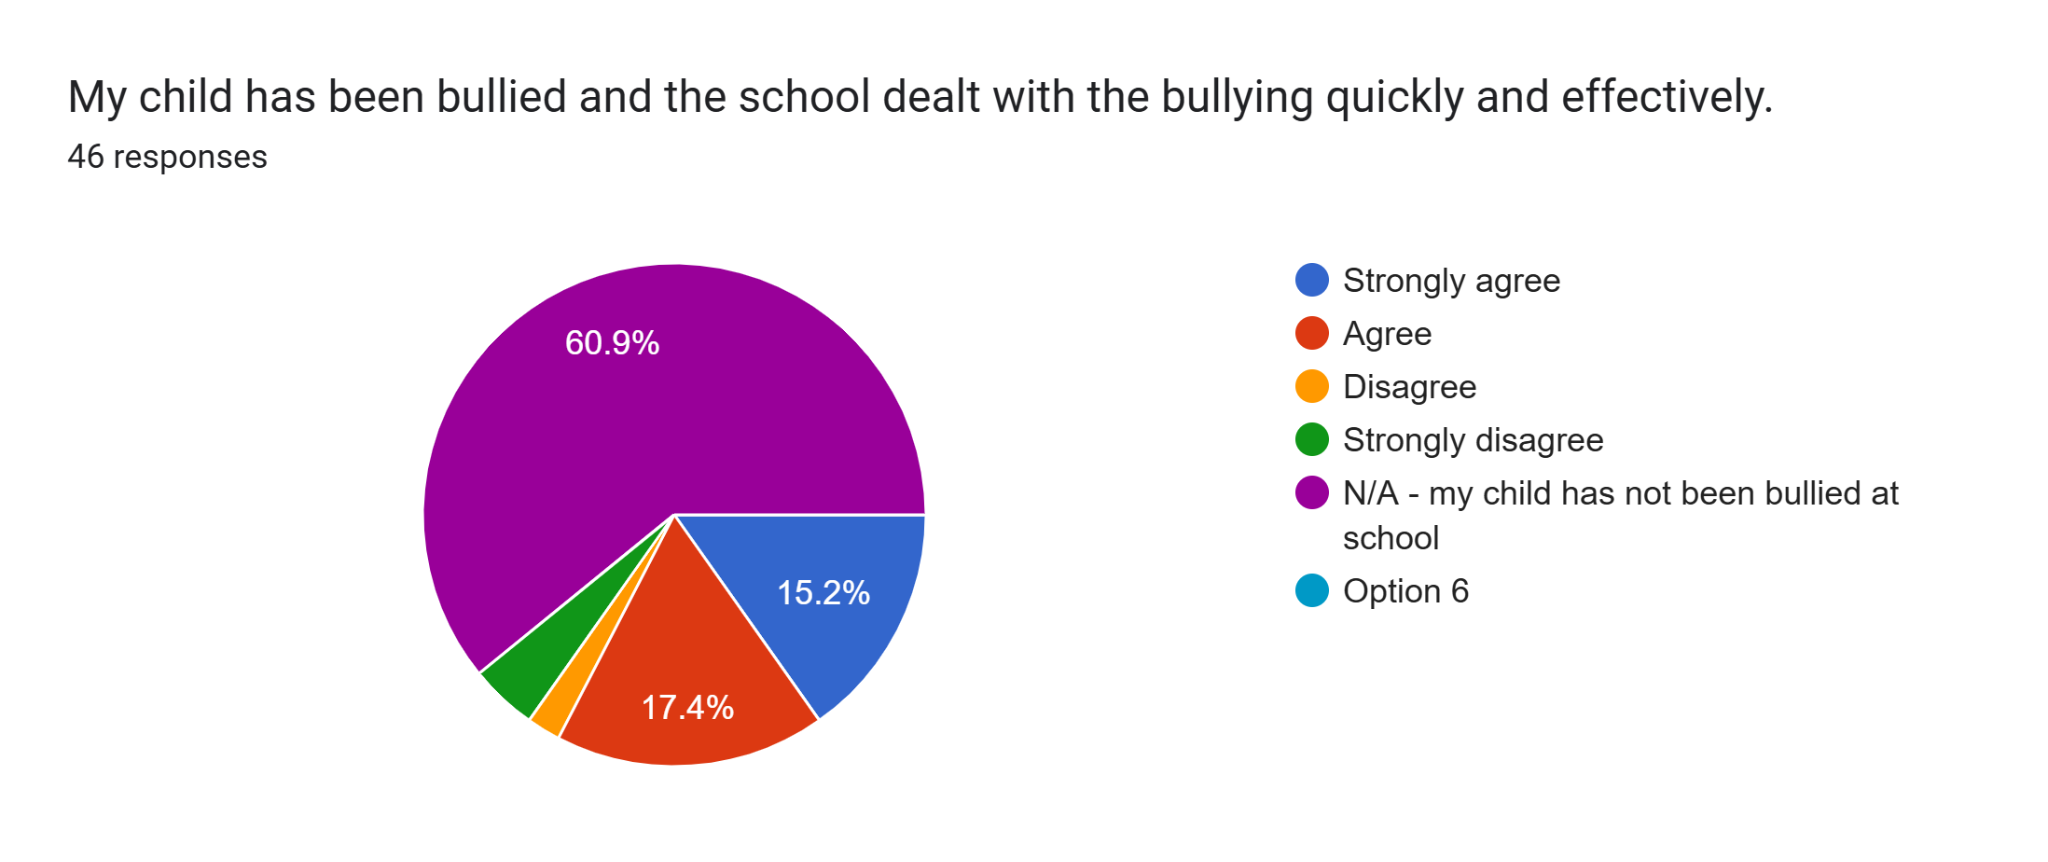 My child has been bullied and the school dealt with the bullying quickly and effectively.
46 responses
60.9%
15.2%
17.4%
Strongly agree
Agree
Disagree
Strongly disagree
N/A - my child has not been bullied at
school
Option 6